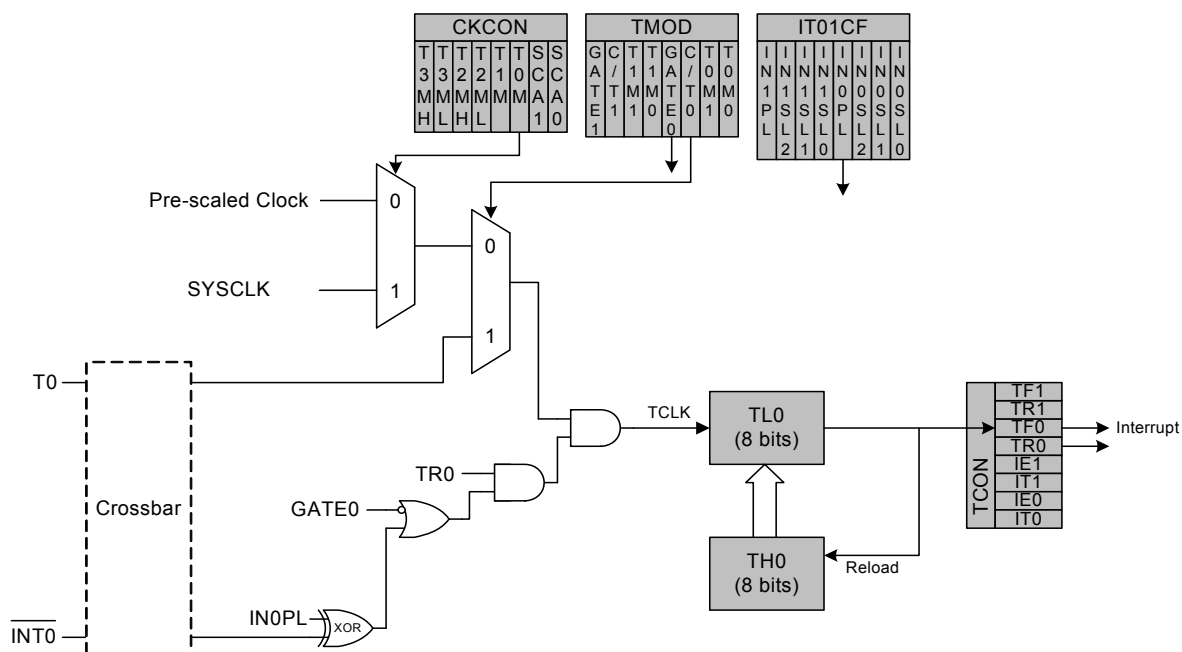 CKCON
T3MH
T3ML
T2MH
T2ML
T1M
T0M
SCA1
SCA0
TMOD
GATE1
C/T1
T1M1
T1M0
GATE0
C/T0
T0M1
T0M0
IT01CF
IN1PL
IN1SL2
IN1SL1
IN1SL0
IN0PL
IN0SL2
IN0SL1
IN0SL0
Pre-scaled Clock
0
SYSCLK
1
0
1
T0
Crossbar
TR0
GATE0
IN0PL
XOR
INT0
TCLK
TL0
(8 bits)
TH0
(8 bits)
Reload
TCON
TF1
TR1
TF0
TR0
IE1
IT1
IE0
IT0
Interrupt